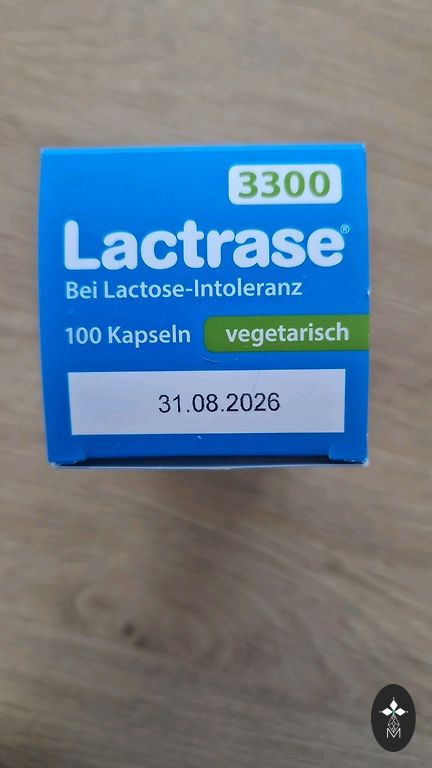 3300
Lactrase®
Bei Lactose-Intoleranz
100 Kapseln vegetarisch
31.08.2026
M